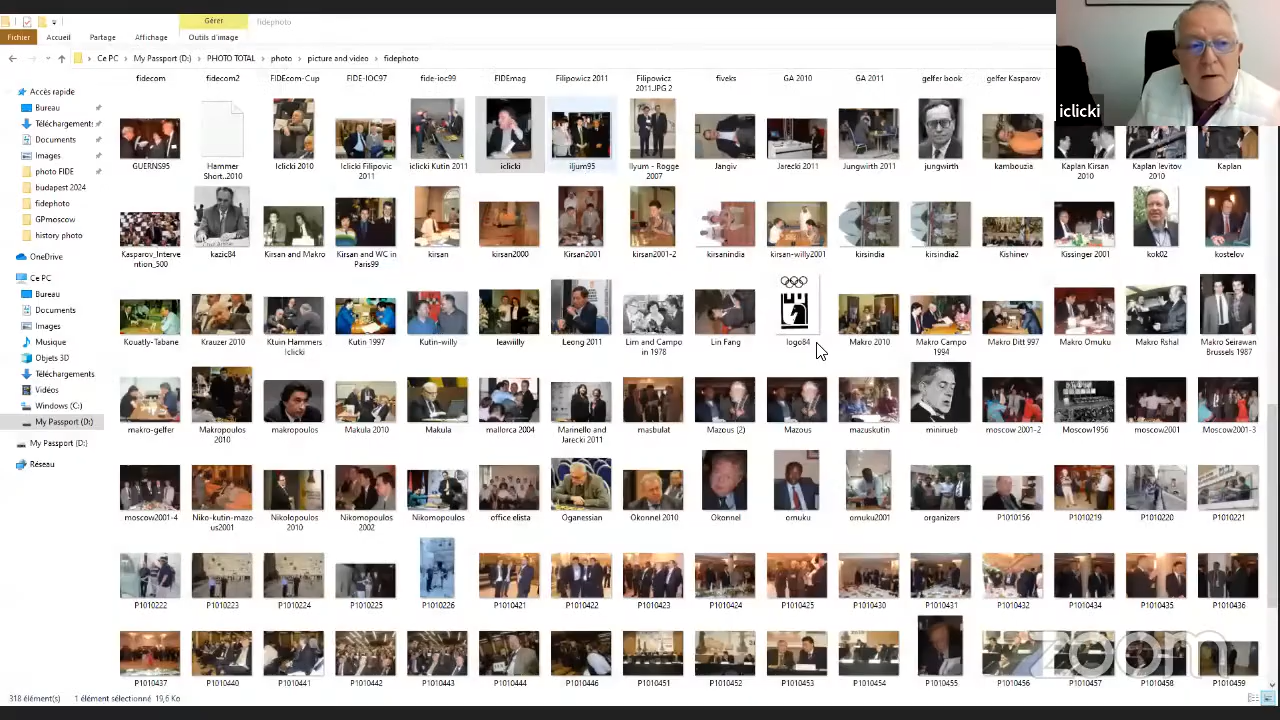 Gérer
fidephoto
Fichier Accueil Partage Affichage Outils d'image
Ce PC > My Passport (D:) > PHOTO TOTAL > photo > picture and video > fidephoto
Accès rapide
Bureau
Téléchargement:
Documents
Images
photo FIDE
budapest 2024
fidephoto
GPmoscow
history photo
OneDrive
Ce PC
Bureau
Documents
Images
Musique
Objets 3D
Téléchargements
Vidéos
Windows (C:)
My Passport (D:)
My Passport (D:)
Réseau
fidecom fidecom2 FIDEcom-Cup FIDE-IOC97 fide-ioc99 FIDEmag Filipowicz 2011 Filipowicz 2011.JPG 2 fiveks GA 2010 GA 2011 gelfer book gelfer Kasparov
iclicki
GUERNS95 Hammer Short..2010 Iclicki 2010 Iclicki Filipovic 2011 iclicki Kutin 2011 iclicki iljum95 Ilyum - Rogge 2007 Jangiv Jarecki 2011 Jungwirth 2011 jungwirth kambouzia Kaplan Kirsan 2010 Kaplan levitov 2010 Kaplan
Kasparov_Intervention_500 kazic84 Kirsan and Makro Kirsan and WC in Paris99 kirsan kirsan2000 Kirsan2001 kirsan2001-2 kirsanindia kirsan-willy2001 kirsindia kirsindia2 Kishinev Kissinger 2001 kok02 kostelov
Kouatly-Tabane Krauzer 2010 Ktuin Hammers Iclicki Kutin 1997 Kutin-willy leawiilly Leong 2011 Lim and Campo in 1978 Lin Fang logo84 Makro 2010 Makro Campo 1994 Makro Ditt 997 Makro Omuku Makro Rshal Makro Seirawan Brussels 1987
makro-gelfer Makropoulos 2010 makropoulos Makula 2010 Makula mallorca 2004 Marinello and Jarecki 2011 masbulat Mazous (2) Mazous mazuskutin minirueb moscow 2001-2 Moscow1956 moscow2001 Moscow2001-3
moscow2001-4 Niko-kutin-mazous2001 Nikolopoulos 2010 Nikomopoulos 2002 Nikomopoulos office elista Oganessian Okonnel 2010 Okonnel omuku omuku2001 organizers P1010156 P1010219 P1010220 P1010221
P1010222 P1010223 P1010224 P1010225 P1010226 P1010421 P1010422 P1010423 P1010424 P1010425 P1010430 P1010431 P1010432 P1010434 P1010435 P1010436
P1010437 P1010440 P1010441 P1010442 P1010443 P1010444 P1010446 P1010451 P1010452 P1010453 P1010454 P1010455 P1010456 P1010457 P1010458 P1010459
zoom
318 élément(s) 1 élément sélectionné 19,6 Ko